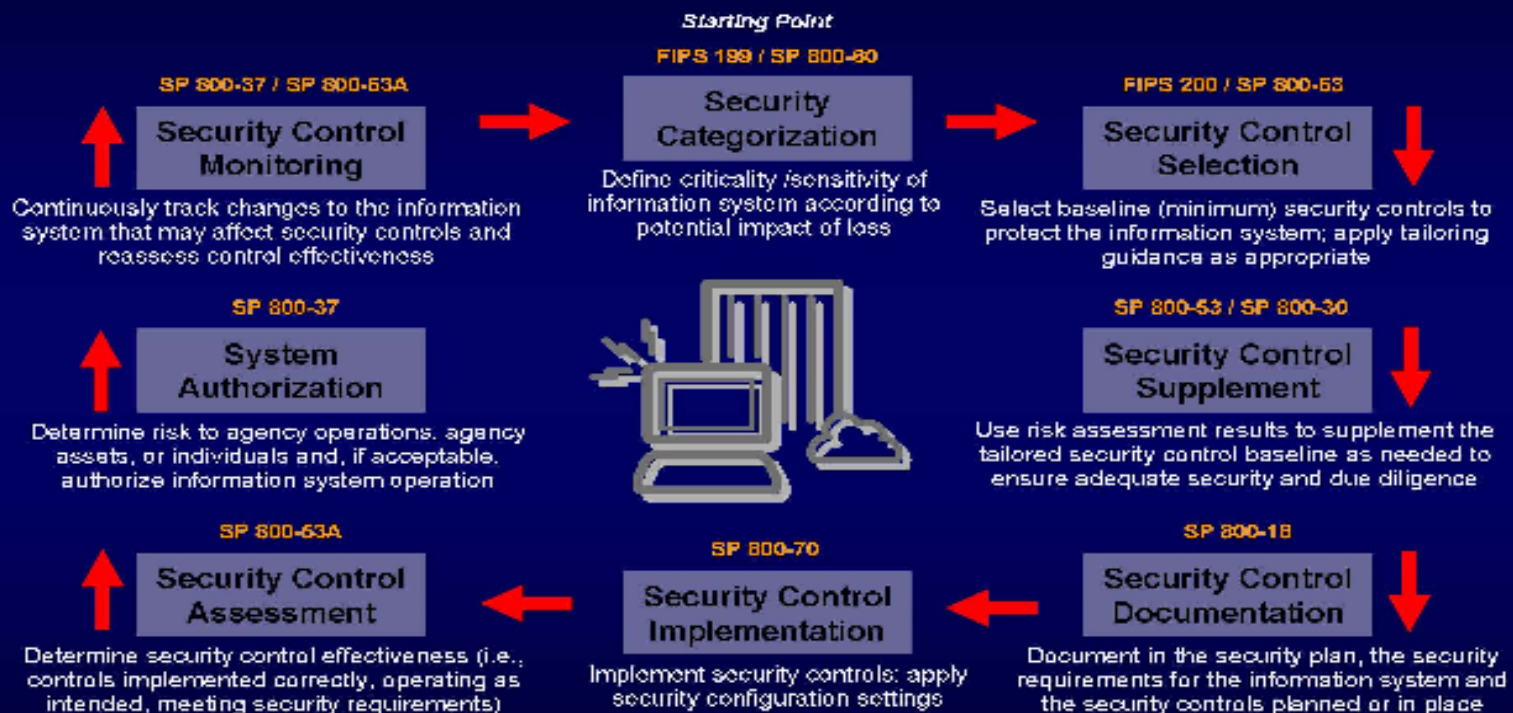 Starting Point
FIPS 199 / SP 800-60
Security
Categorization
Define criticality /sensitivity of
information system according to
potential impact of loss
FIPS 200 / SP 800-53
Security Control
Selection
Select baseline (minimum) security controls to
protect the information system; apply tailoring
guidance as appropriate
SP 800-53 / SP 800-30
Security Control
Supplement
Use risk assessment results to supplement the
tailored security control baseline as needed to
ensure adequate security and due diligence
SP 800-18
Security Control
Documentation
Document in the security plan, the security
requirements for the information system and
the security controls planned or in place
SP 800-70
Security Control
Implementation
Implement security controls; apply
security configuration settings
SP 800-53A
Security Control
Assessment
Determine security control effectiveness (i.e.,
controls implemented correctly, operating as
intended, meeting security requirements)
SP 800-37
System
Authorization
Determine risk to agency operations, agency
assets, or individuals and, if acceptable,
authorize information system operation
SP 800-37 / SP 800-53A
Security Control
Monitoring
Continuously track changes to the information
system that may affect security controls and
reassess control effectiveness